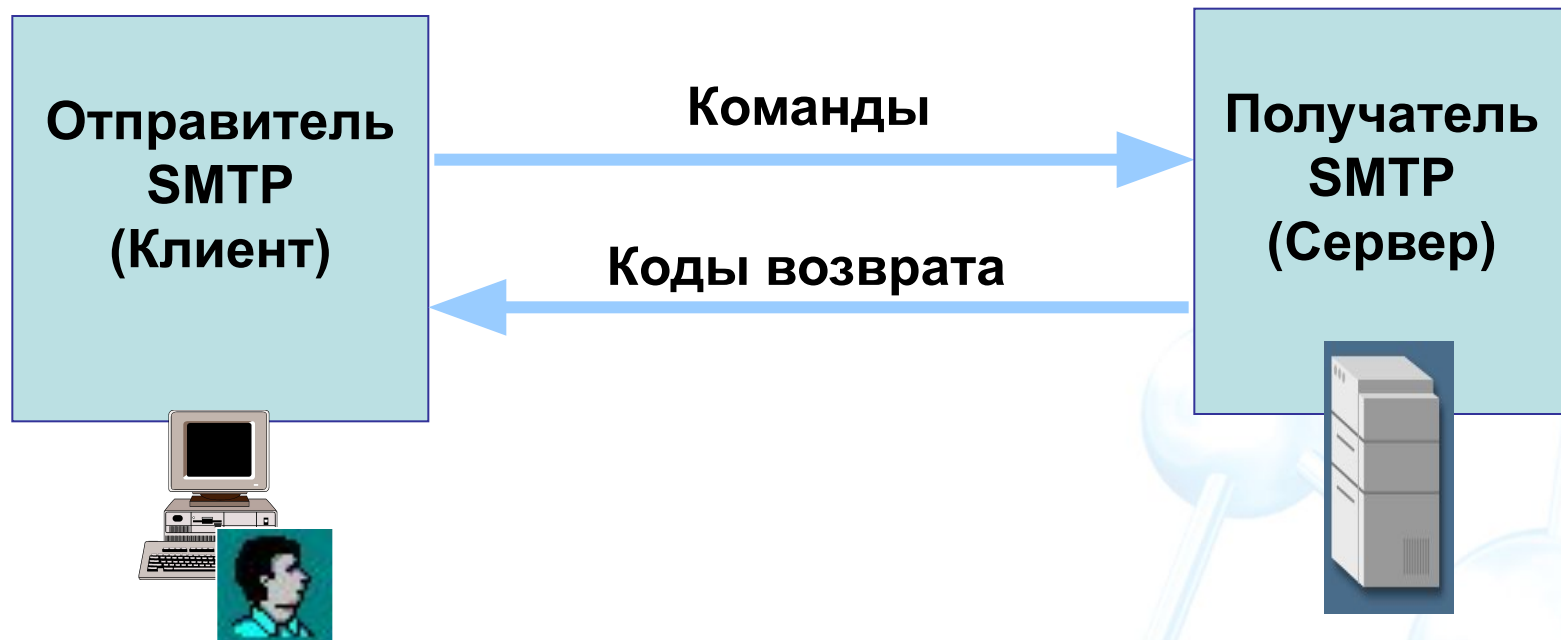 Отправитель
SMTP
(Клиент)
Команды
Коды возврата
Получатель
SMTP
(Сервер)